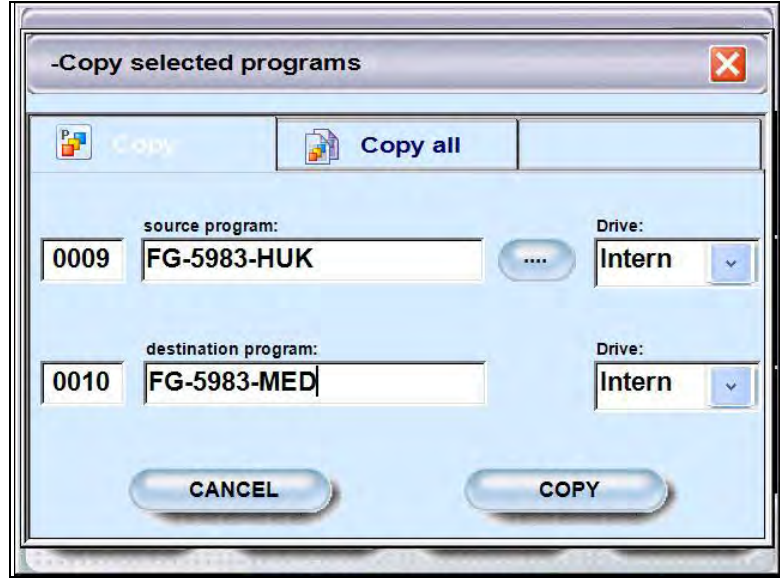 -Copy selected programs
Copy
Copy all
source program:
Drive:
0009
FG-5983-HUK
....
Intern
destination program:
Drive:
0010
FG-5983-MED
Intern
CANCEL
COPY